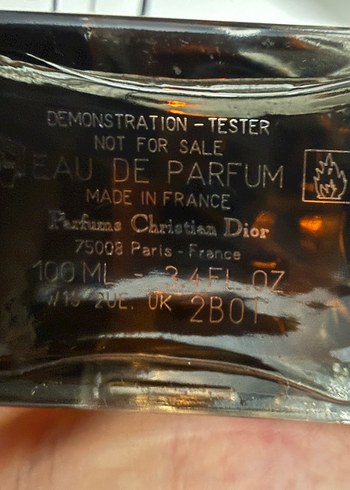 DEMONSTRATION - TESTER
NOT FOR SALE
EAU DE PARFUM
MADE IN FRANCE
Parfums Christian Dior
75008 Paris - France
100 ML - 3.4 FL.OZ
UK 2B01